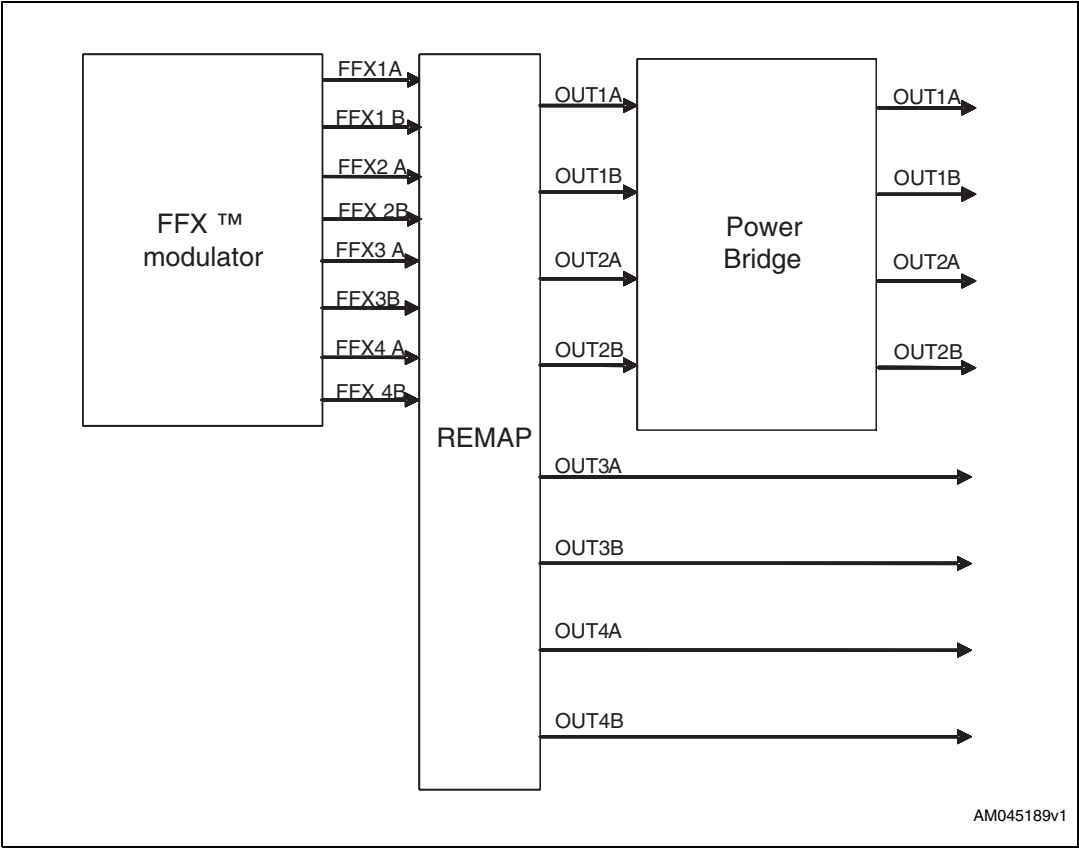 FFX1A
FFX1 B
FFX2 A
FFX 2B
FFX3 A
FFX3B
FFX4 A
FFX 4B
FFX ™
modulator
REMAP
OUT1A
OUT1B
OUT2A
OUT2B
OUT3A
OUT3B
OUT4A
OUT4B
Power
Bridge
OUT1A
OUT1B
OUT2A
OUT2B
AM045189v1